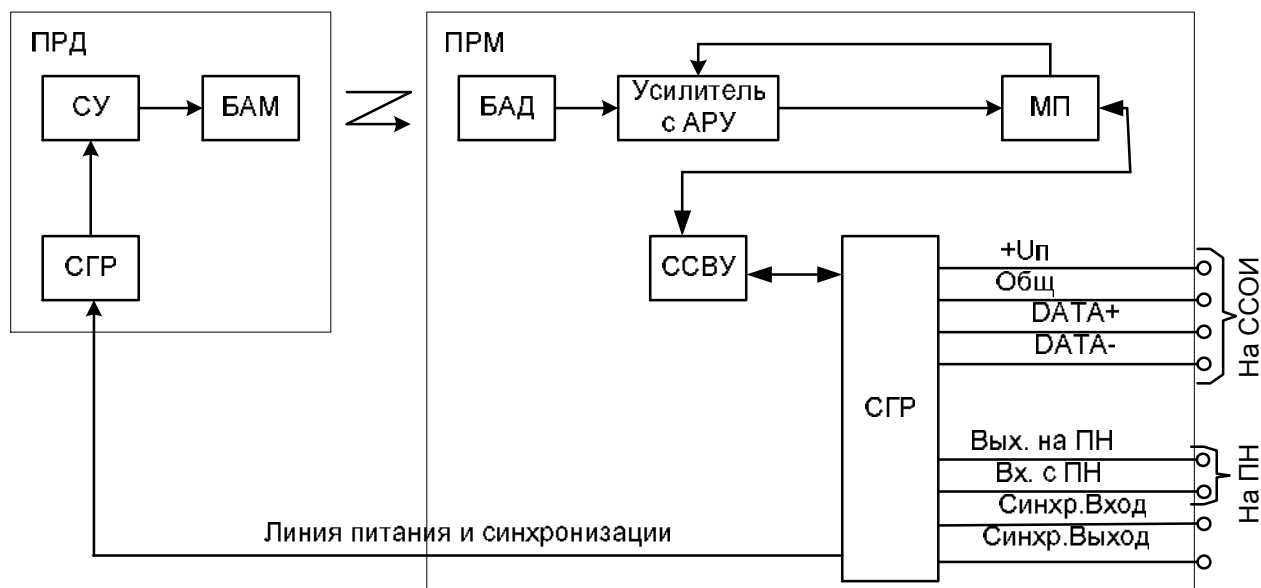 ПРД
ПРМ
СУ
БАМ
БАД
Усилитель
с АРУ
МП
СГР
ССВУ
СГР
+Uп
Общ
DATA+
DATA-
На ССОИ
Вых. на ПН
Вх. с ПН
Синхр.Вход
Синхр.Выход
На ПН
Линия питания и синхронизации